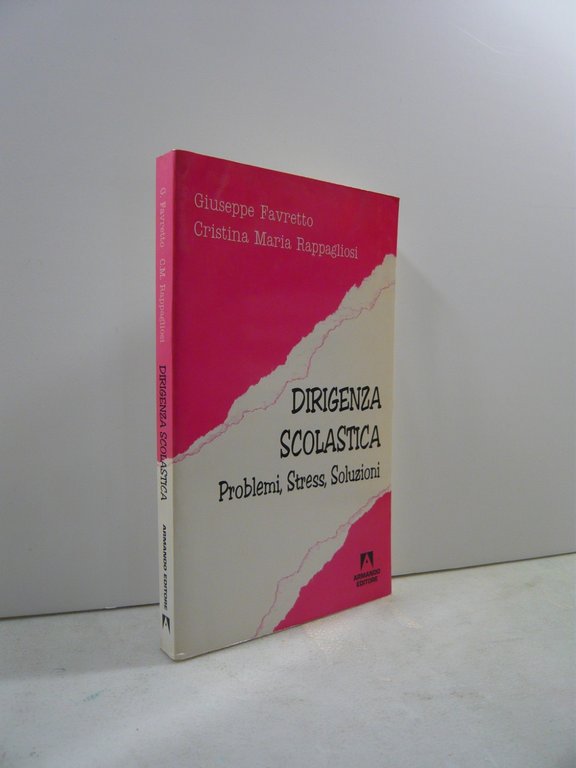 Giuseppe Favretto
Cristina Maria Rappagliosi
DIRIGENZA
SCOLASTICA
Problemi, Stress, Soluzioni
ARMANDO
EDITORE
G. Favretto C.M. Rappagliosi
DIRIGENZA SCOLASTICA
ARMANDO EDITORE